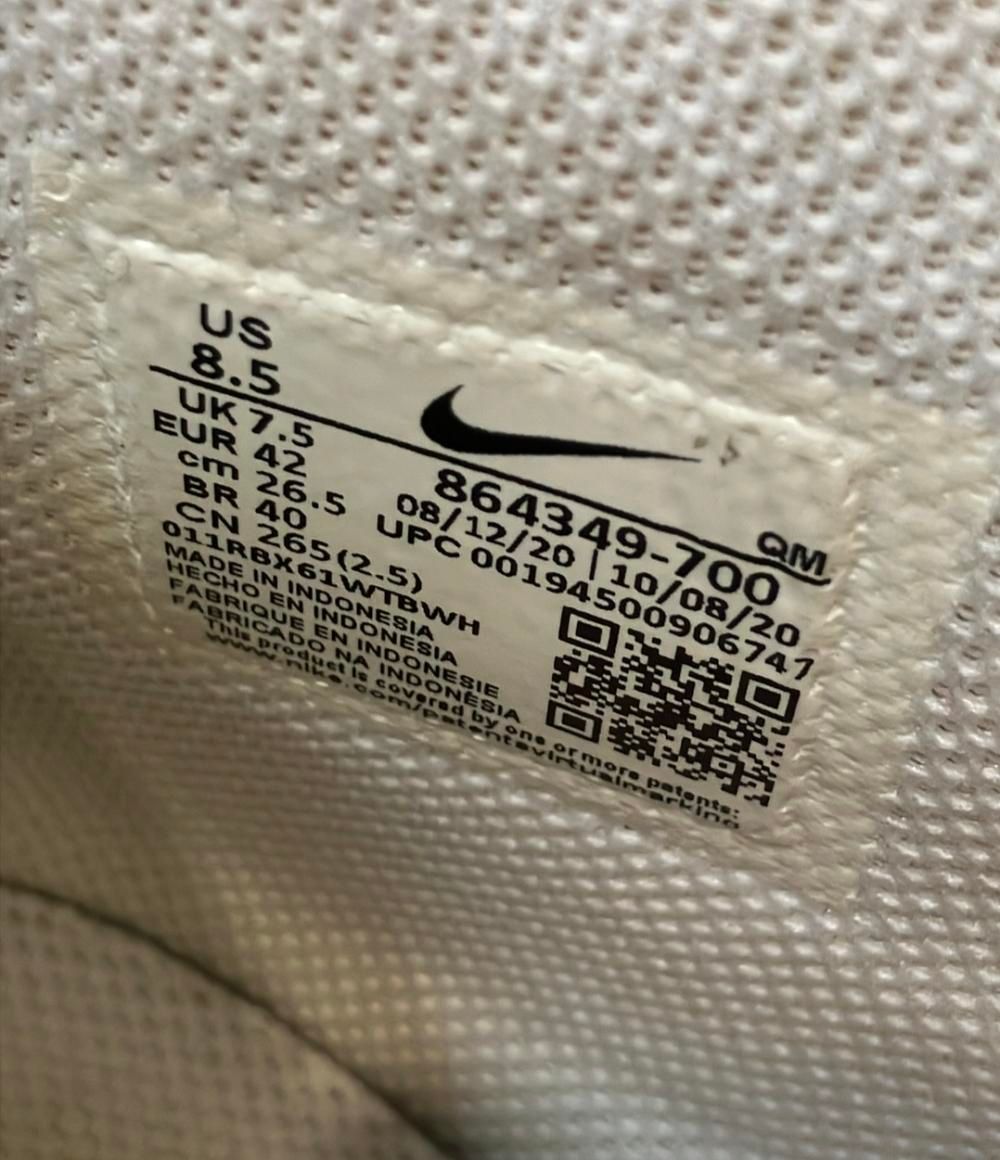 US
8.5
UK 7.5
EUR 42
cm 26.5
BR 40
CN 265(2.5)
011RBX61WTBWH
MADE IN INDONESIA
HECHO EN INDONESIA
FABRIQUE EN INDONESIE
FABRICADO NA INDONÉSIA
This product is covered by one or more patents:
www.nike.com/patentsvirtualmarking
QM
864349-700
08/12/20 | 10/08/20
UPC 00194500906747